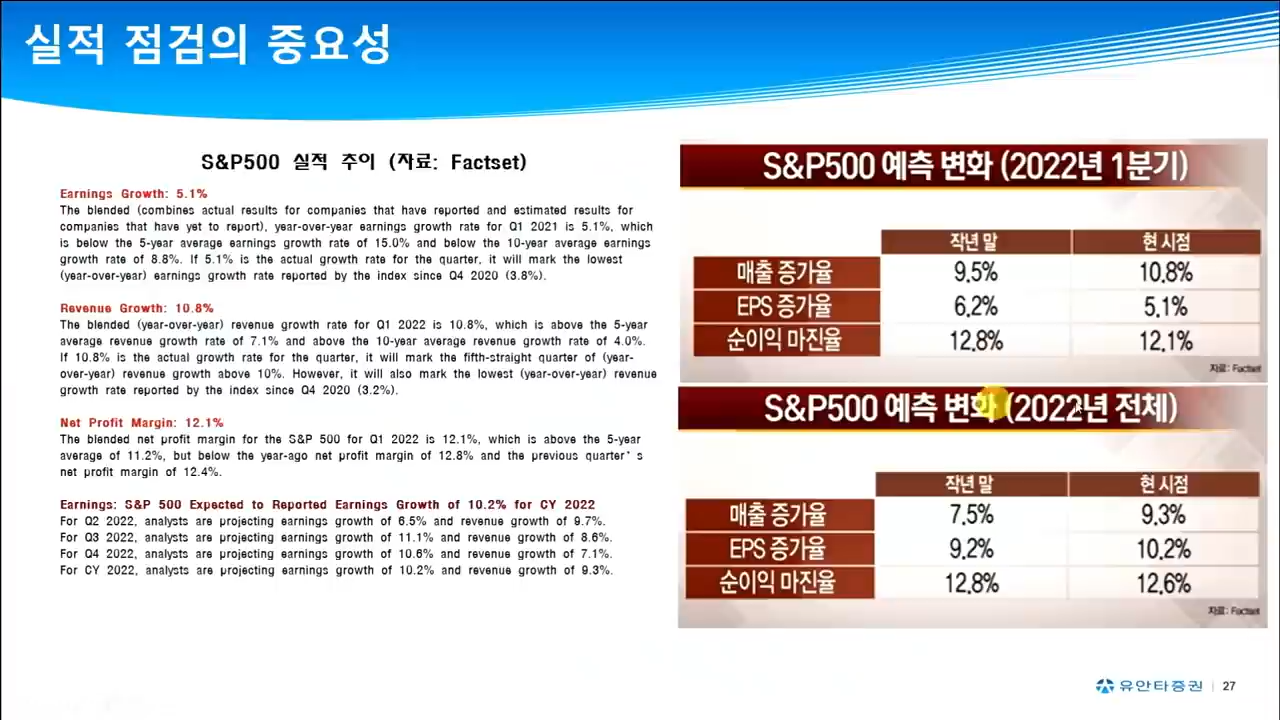 실적 점검의 중요성
S&P500 실적 추이 (자료: Factset)
Earnings Growth: 5.1%
The blended (combines actual results for companies that have reported and estimated results for
companies that have yet to report), year-over-year earnings growth rate for Q1 2021 is 5.1%, which
is below the 5-year average earnings growth rate of 15.0% and below the 10-year average earnings
growth rate of 8.8%. If 5.1% is the actual growth rate for the quarter, it will mark the lowest
(year-over-year) earnings growth rate reported by the index since Q4 2020 (3.8%).
Revenue Growth: 10.8%
The blended (year-over-year) revenue growth rate for Q1 2022 is 10.8%, which is above the 5-year
average revenue growth rate of 7.1% and above the 10-year average revenue growth rate of 4.0%.
If 10.8% is the actual growth rate for the quarter, it will mark the fifth-straight quarter of (year-
over-year) revenue growth above 10%. However, it will also mark the lowest (year-over-year) revenue
growth rate reported by the index since Q4 2020 (3.2%).
Net Profit Margin: 12.1%
The blended net profit margin for the S&P 500 for Q1 2022 is 12.1%, which is above the 5-year
average of 11.2%, but below the year-ago net profit margin of 12.8% and the previous quarter's
net profit margin of 12.4%.
Earnings: S&P 500 Expected to Reported Earnings Growth of 10.2% for CY 2022
For Q2 2022, analysts are projecting earnings growth of 6.5% and revenue growth of 9.7%.
For Q3 2022, analysts are projecting earnings growth of 11.1% and revenue growth of 8.6%.
For Q4 2022, analysts are projecting earnings growth of 10.6% and revenue growth of 7.1%.
For CY 2022, analysts are projecting earnings growth of 10.2% and revenue growth of 9.3%.
S&P500 예측 변화 (2022년 1분기)
작년 말 현 시점
매출 증가율 9.5% 10.8%
EPS 증가율 6.2% 5.1%
순이익 마진율 12.8% 12.1%
자료: Factset
S&P500 예측 변화 (2022년 전체)
작년 말 현 시점
매출 증가율 7.5% 9.3%
EPS 증가율 9.2% 10.2%
순이익 마진율 12.8% 12.6%
자료: Factset
유안타증권 27